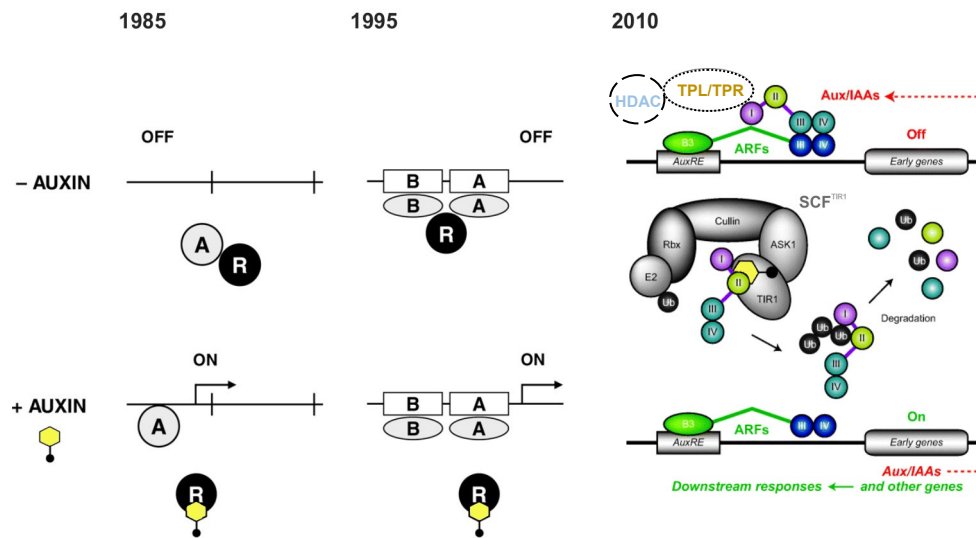 1985 1995 2010
HDAC TPL/TPR I II Aux/IAAs
III IV
OFF OFF B3 ARFs III IV Off
AuxRE Early genes
– AUXIN B A
B A
R
A R
SCF TIR1
Cullin
Rbx ASK1
E2 I
II TIR1
Ub
III
IV
Ub
Ub
Degradation
I
Ub Ub Ub II
III
IV
ON ON
+ AUXIN B A
A B A
B3 ARFs III IV On
AuxRE Early genes
Aux/IAAs
R R Downstream responses and other genes